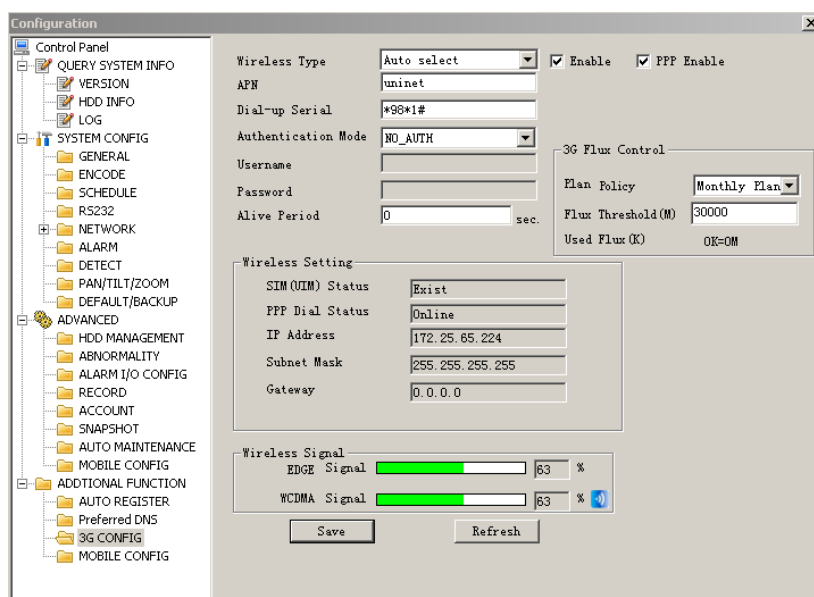 Configuration
Control Panel
QUERY SYSTEM INFO
VERSION
HDD INFO
LOG
SYSTEM CONFIG
GENERAL
ENCODE
SCHEDULE
RS232
NETWORK
ALARM
DETECT
PAN/TILT/ZOOM
DEFAULT/BACKUP
ADVANCED
HDD MANAGEMENT
ABNORMALITY
ALARM I/O CONFIG
RECORD
ACCOUNT
SNAPSHOT
AUTO MAINTENANCE
MOBILE CONFIG
ADDTIONAL FUNCTION
AUTO REGISTER
Preferred DNS
3G CONFIG
MOBILE CONFIG
Wireless Type Auto select Enable PPP Enable
APN uninet
Dial-up Serial *98*1#
Authentication Mode NO_AUTH
Username
Password
Alive Period 0 sec.
3G Flux Control
Plan Policy Monthly Plan
Flux Threshold(M) 30000
Used Flux(K) 0K=0M
Wireless Setting
SIM(UIM) Status Exist
PPP Dial Status Online
IP Address 172.25.65.224
Subnet Mask 255.255.255.255
Gateway 0.0.0.0
Wireless Signal
EDGE Signal 63 %
WCDMA Signal 63 %
Save Refresh